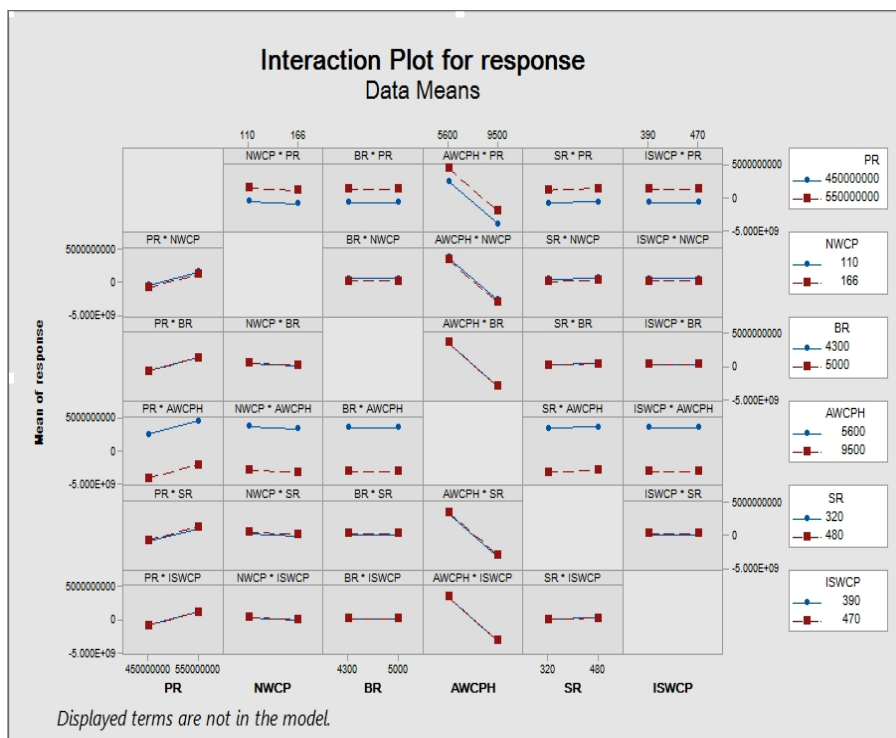 Interaction Plot for response
Data Means
110 166 5600 9500 390 470
NWCP * PR BR * PR AWCPH * PR SR * PR ISWCP * PR
5000000000
0
-5.000E+09
PR
450000000
550000000
PR * NWCP BR * NWCP AWCPH * NWCP SR * NWCP ISWCP * NWCP
5000000000
0
-5.000E+09
NWCP
110
166
PR * BR NWCP * BR AWCPH * BR SR * BR ISWCP * BR
5000000000
0
-5.000E+09
BR
4300
5000
PR * AWCPH NWCP * AWCPH BR * AWCPH SR * AWCPH ISWCP * AWCPH
5000000000
0
-5.000E+09
AWCPH
5600
9500
PR * SR NWCP * SR BR * SR AWCPH * SR ISWCP * SR
5000000000
0
-5.000E+09
SR
320
480
PR * ISWCP NWCP * ISWCP BR * ISWCP AWCPH * ISWCP SR * ISWCP
5000000000
0
-5.000E+09
ISWCP
390
470
Mean of response
450000000 550000000 4300 5000 320 480
PR NWCP BR AWCPH SR ISWCP
Displayed terms are not in the model.